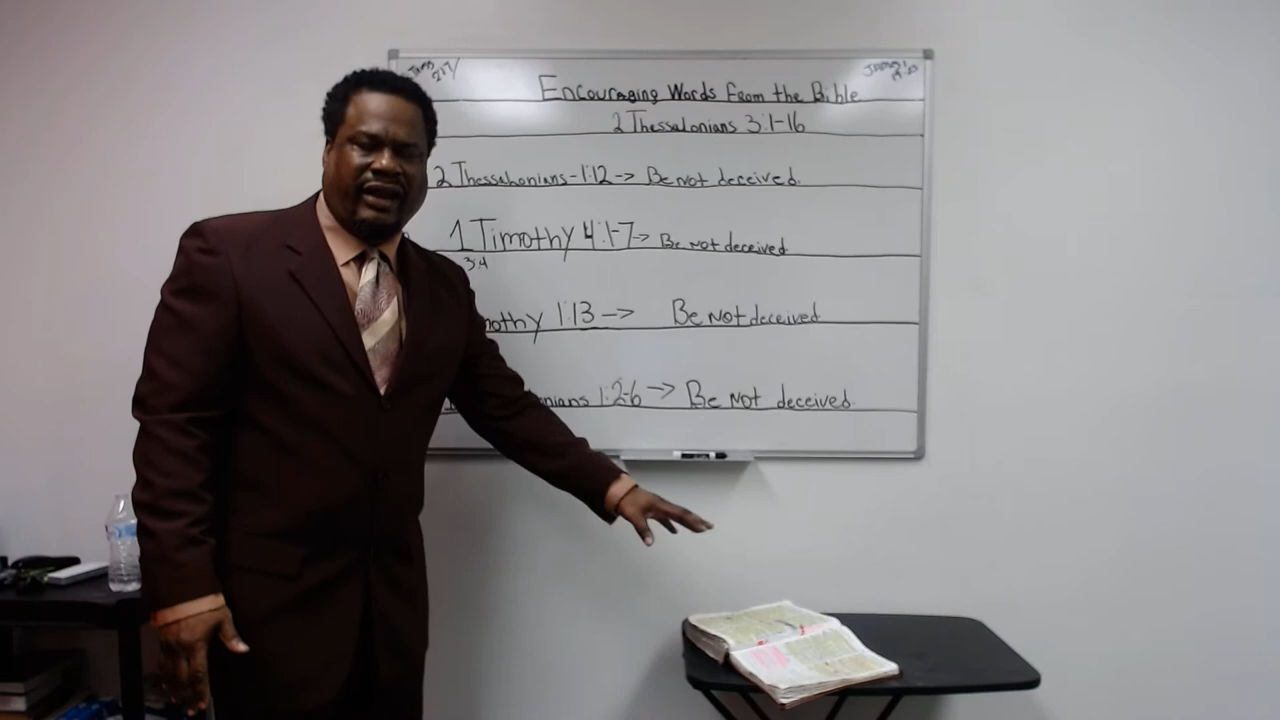 James
Encouraging Words From the Bible
2 Thessalonians 3:1-16
2 Thessalonians - 1:12 -> Be not deceived.
1 Timothy 4:1-7 -> Be not deceived
3:4
mothy 1:13 -> Be Not deceived
nians 1:2-6 -> Be Not deceived.